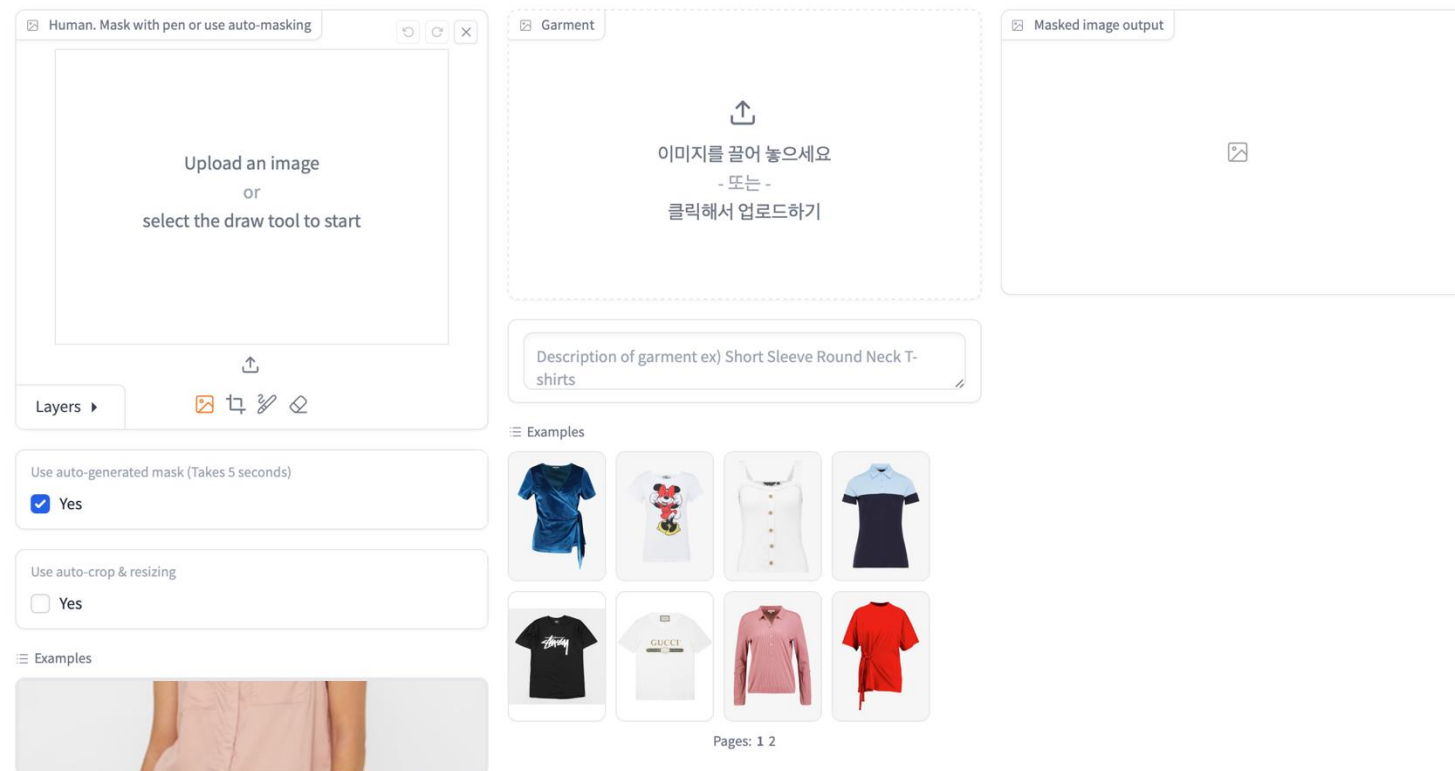 Human. Mask with pen or use auto-masking
Upload an image
or
select the draw tool to start
Layers
Use auto-generated mask (Takes 5 seconds)
Yes
Use auto-crop & resizing
Yes
Examples
Garment
이미지를 끌어 놓으세요
- 또는 -
클릭해서 업로드하기
Description of garment ex) Short Sleeve Round Neck T-
shirts
Examples
GUCCI
Pages: 1 2
Masked image output